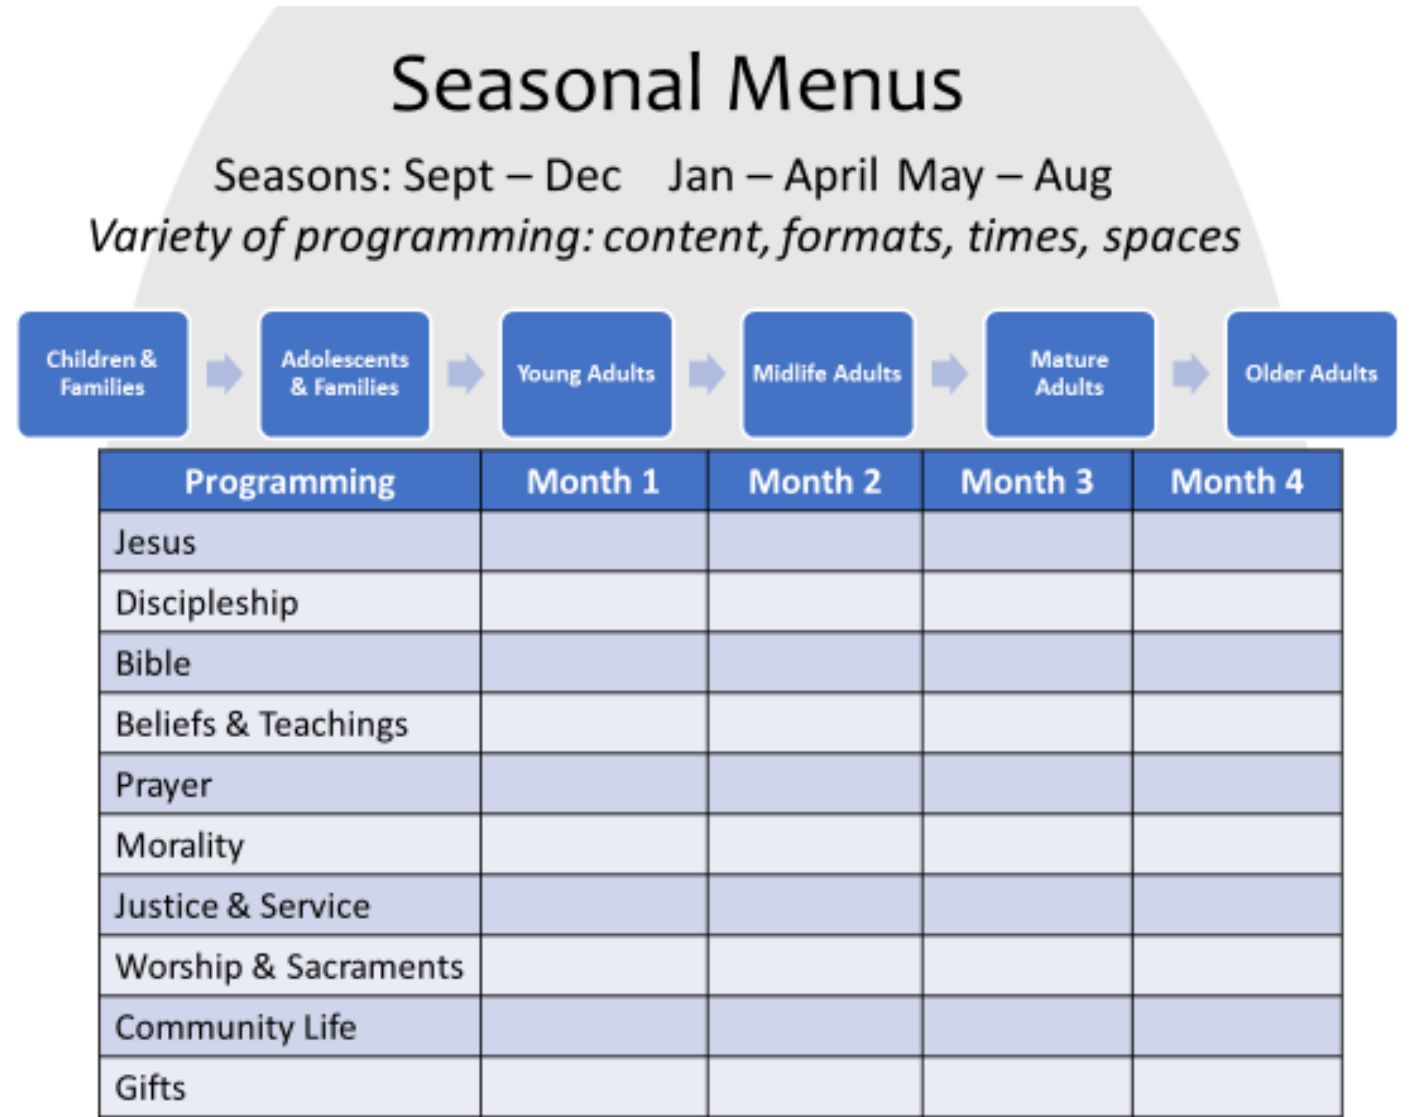 Seasonal Menus
Seasons: Sept – Dec Jan – April May – Aug
Variety of programming: content, formats, times, spaces
Children &
Families
Adolescents
& Families
Young Adults
Midlife Adults
Mature
Adults
Older Adults
Programming Month 1 Month 2 Month 3 Month 4
Jesus
Discipleship
Bible
Beliefs & Teachings
Prayer
Morality
Justice & Service
Worship & Sacraments
Community Life
Gifts